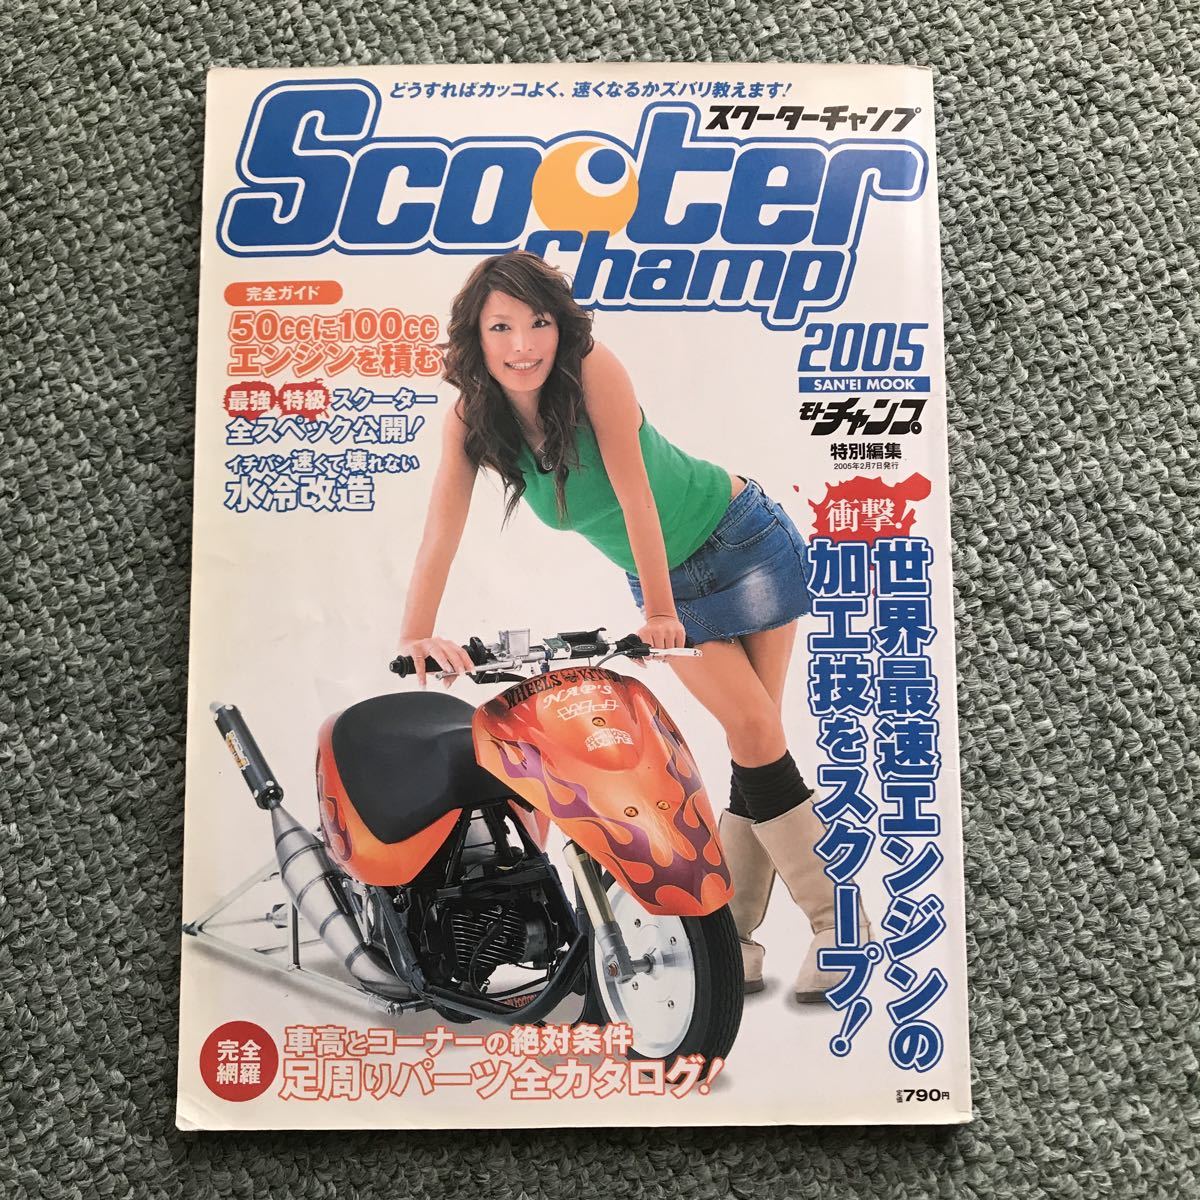 どうすればカッコよく、速くなるかズバリ教えます!
スクーターチャンプ
Scooter
Champ
2005
SAN'EI MOOK
モトチャンプ
特別編集
2005年2月7日発行
完全ガイド
50ccに100cc
エンジンを積む
最強 特級 スクーター
全スペック公開!
イチバン速くて壊れない
水冷改造
衝撃!
世界最速エンジンの
加工技をスクープ!
WHEELS
NAP'S
完全
網羅
車高とコーナーの絶対条件
足周りパーツ全カタログ!
定価790円